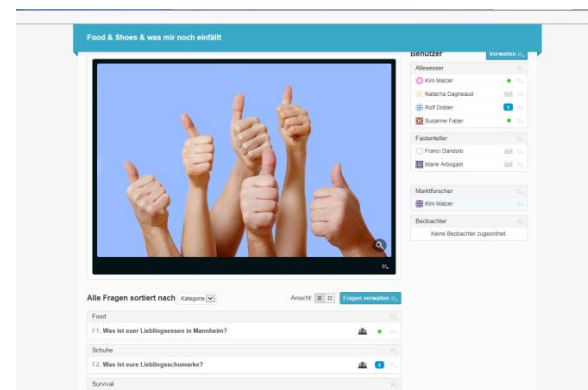 Food & Shoes & was mir noch einfällt
Benutzer
Verwalten
Allesesser
Kim Matzer
Natacha Dagneaud
Rolf Dobler
1
Susanne Faber
Fastenteller
Franci Dandolo
Marie Arbogast
Marktforscher
Kim Matzer
Beobachter
Keine Beobachter zugeordnet.
Alle Fragen sortiert nach Kategorie
Ansicht Fragen verwalten
Food
F1. Was ist euer Lieblingsessen in Mannheim?
Schuhe
F2. Was ist eure Lieblingsschumarke?
1
Survival